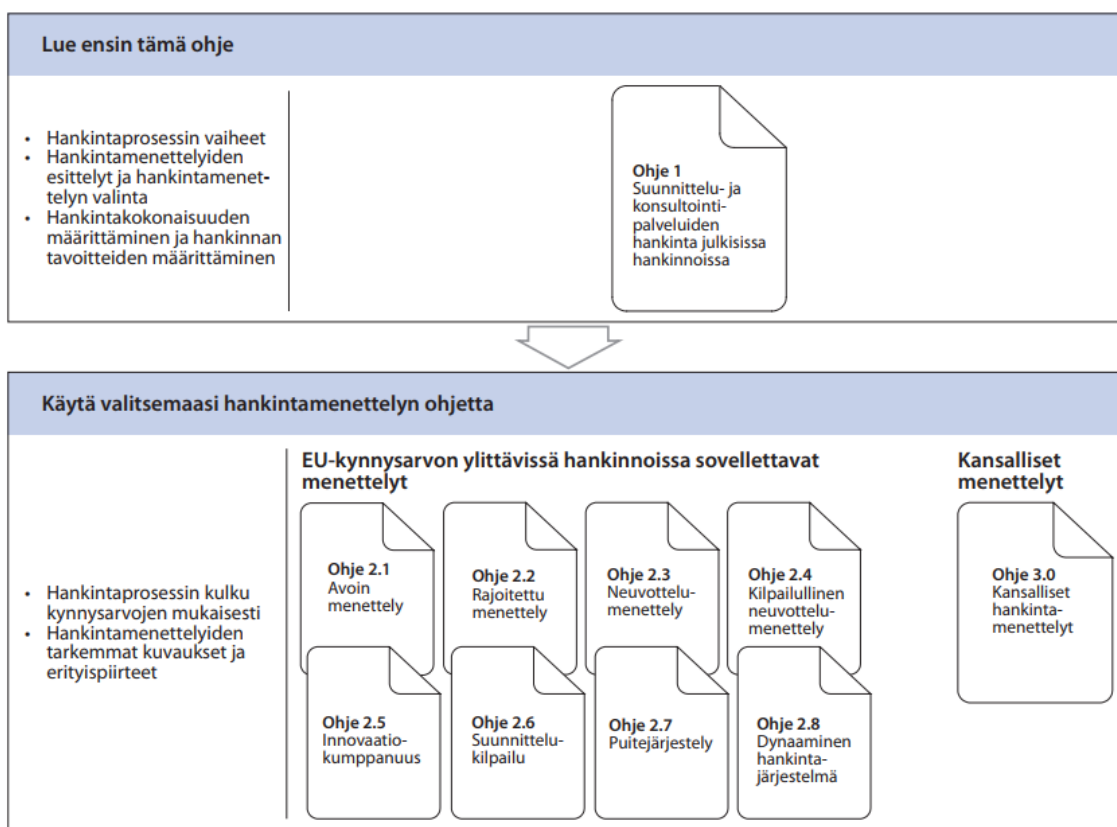 Lue ensin tämä ohje
• Hankintaprosessin vaiheet
• Hankintamenettelyiden
esittelyt ja hankintamenet-
telyn valinta
• Hankintakokonaisuuden
määrittäminen ja hankinnan
tavoitteiden määrittäminen
Ohje 1
Suunnittelu- ja
konsultointi-
palveluiden
hankinta julkisissa
hankinnoissa
Käytä valitsemaasi hankintamenettelyn ohjetta
• Hankintaprosessin kulku
kynnysarvojen mukaisesti
• Hankintamenettelyiden
tarkemmat kuvaukset ja
erityispiirteet
EU-kynnysarvon ylittävissä hankinnoissa sovellettavat
menettelyt
Ohje 2.1
Avoin
menettely
Ohje 2.2
Rajoitettu
menettely
Ohje 2.3
Neuvottelu-
menettely
Ohje 2.4
Kilpailullinen
neuvottelu-
menettely
Ohje 2.5
Innovaatio-
kumppanuus
Ohje 2.6
Suunnittelu-
kilpailu
Ohje 2.7
Puitejärjestely
Ohje 2.8
Dynaaminen
hankinta-
järjestelmä
Kansalliset
menettelyt
Ohje 3.0
Kansalliset
hankinta-
menettelyt